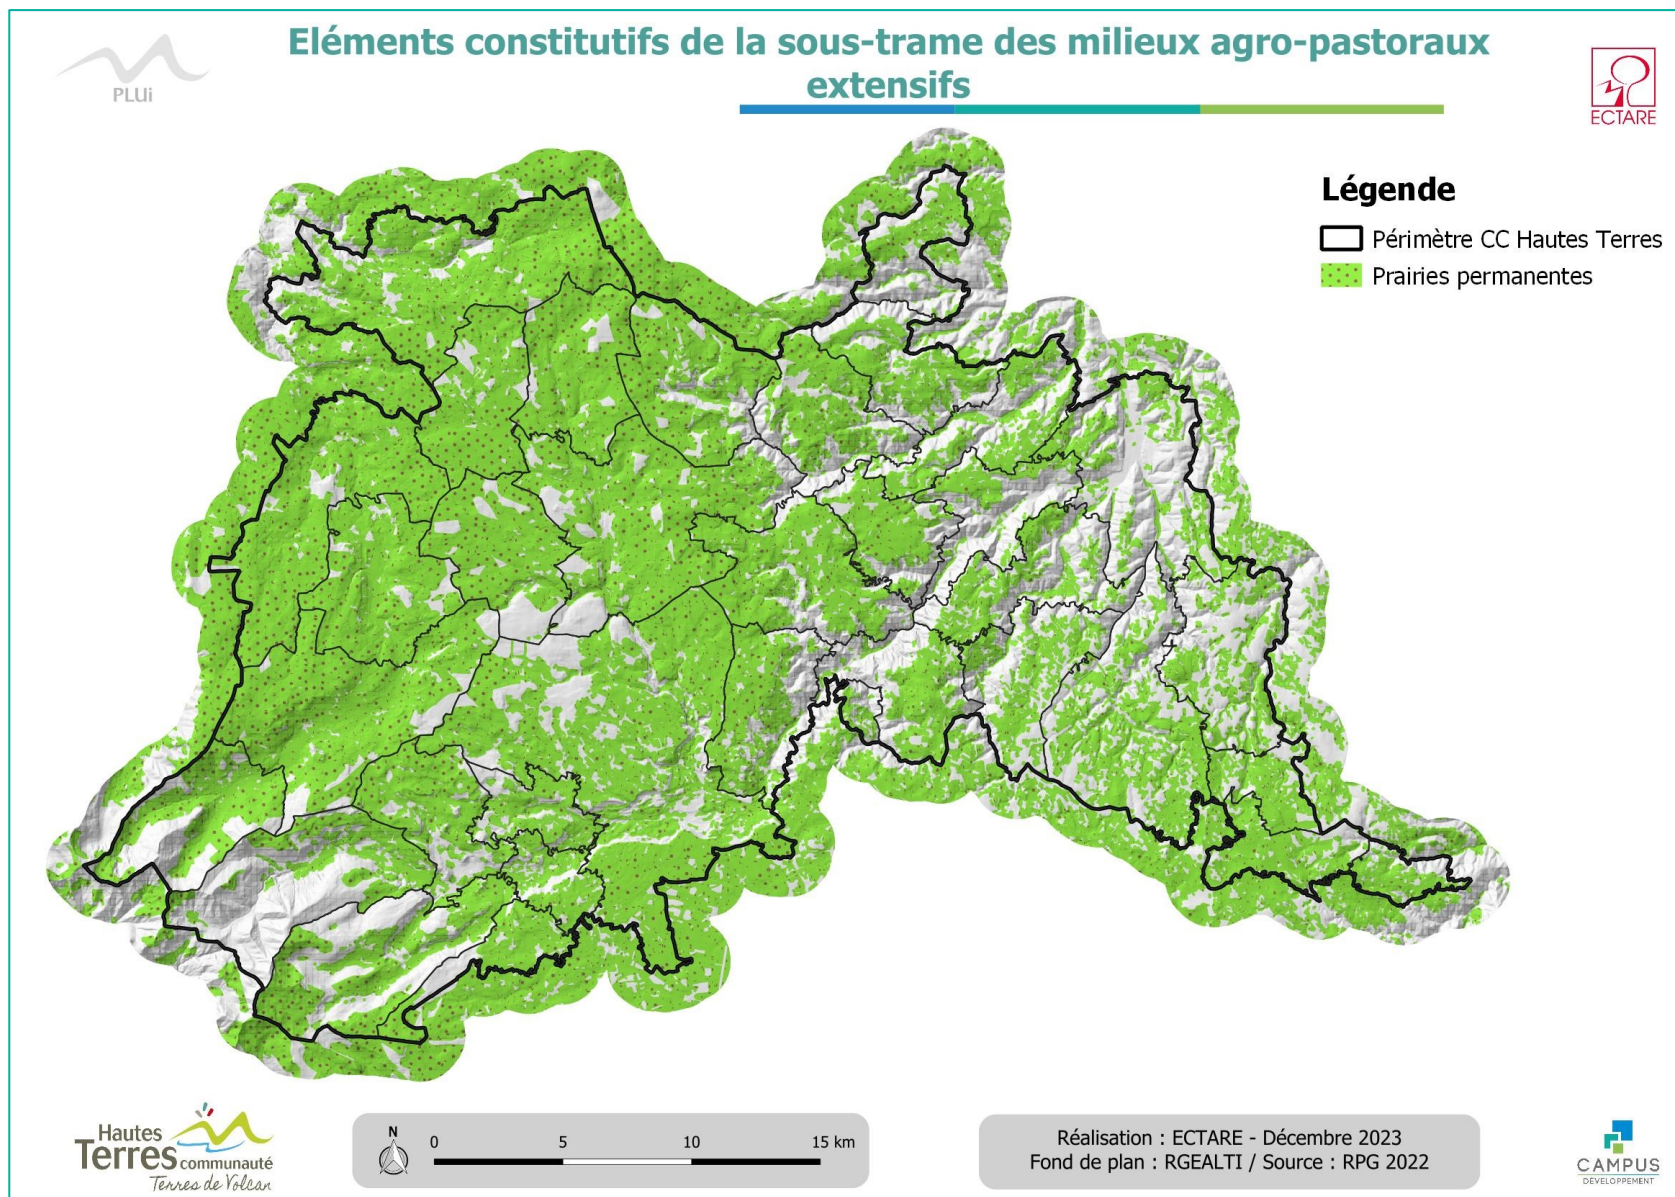 Eléments constitutifs de la sous-trame des milieux agro-pastoraux
extensifs
PLUi
ECTARE
Légende
Périmètre CC Hautes Terres
Prairies permanentes
Hautes
Terres communauté
Terres de Volcan
N
0 5 10 15 km
Réalisation : ECTARE - Décembre 2023
Fond de plan : RGEALTI / Source : RPG 2022
CAMPUS
DÉVELOPPEMENT